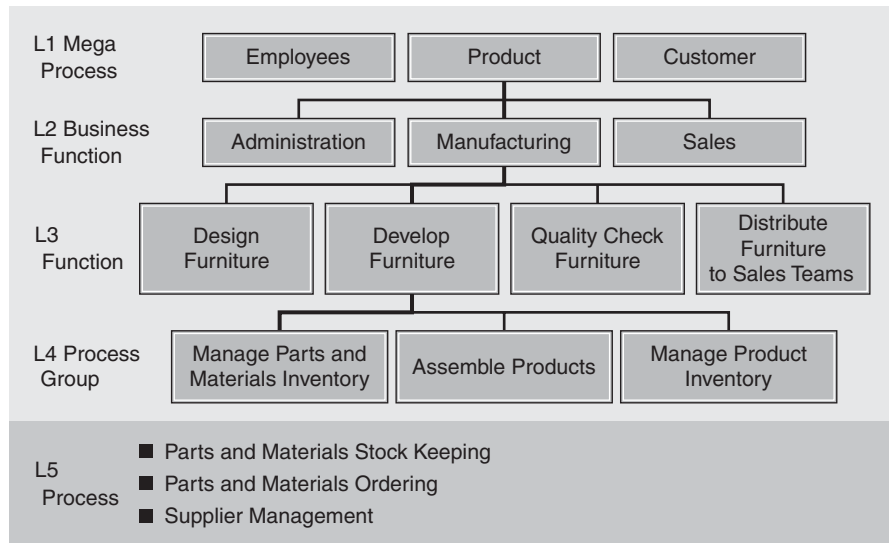 L1 Mega
Process
Employees
Product
Customer
L2 Business
Function
Administration
Manufacturing
Sales
L3
Function
Design
Furniture
Develop
Furniture
Quality Check
Furniture
Distribute
Furniture
to Sales Teams
L4 Process
Group
Manage Parts and
Materials Inventory
Assemble Products
Manage Product
Inventory
L5
Process
■ Parts and Materials Stock Keeping
■ Parts and Materials Ordering
■ Supplier Management